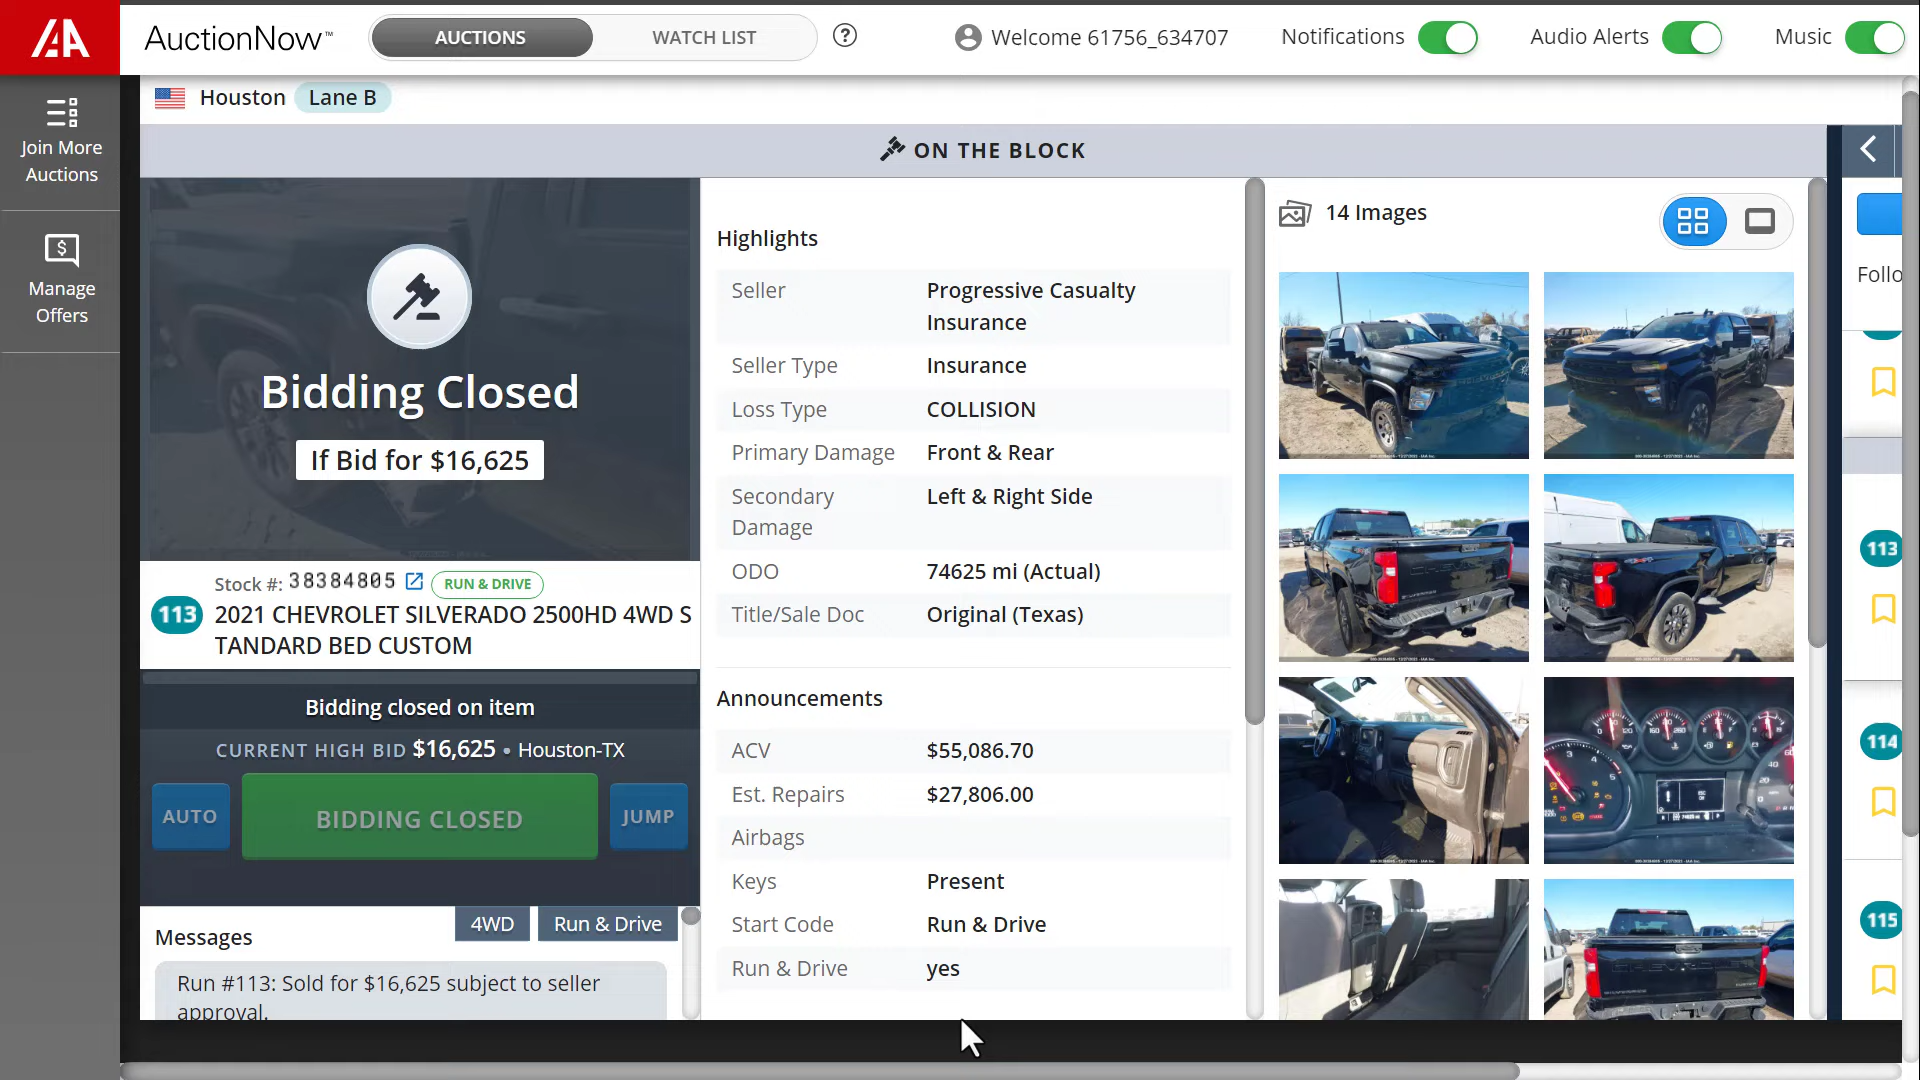 IAA AuctionNow™ AUCTIONS WATCH LIST ? Welcome 61756_634707 Notifications Audio Alerts Music
Join More
Auctions
Manage
Offers
Houston Lane B
ON THE BLOCK
Bidding Closed
If Bid for $16,625
Stock #: 38384805 RUN & DRIVE
113 2021 CHEVROLET SILVERADO 2500HD 4WD S
TANDARD BED CUSTOM
Bidding closed on item
CURRENT HIGH BID $16,625 • Houston-TX
AUTO BIDDING CLOSED JUMP
4WD Run & Drive
Messages
Run #113: Sold for $16,625 subject to seller
approval.
Highlights
Seller Progressive Casualty
Insurance
Seller Type Insurance
Loss Type COLLISION
Primary Damage Front & Rear
Secondary Left & Right Side
Damage
ODO 74625 mi (Actual)
Title/Sale Doc Original (Texas)
Announcements
ACV $55,086.70
Est. Repairs $27,806.00
Airbags
Keys Present
Start Code Run & Drive
Run & Drive yes
14 Images
Follo
113
114
115